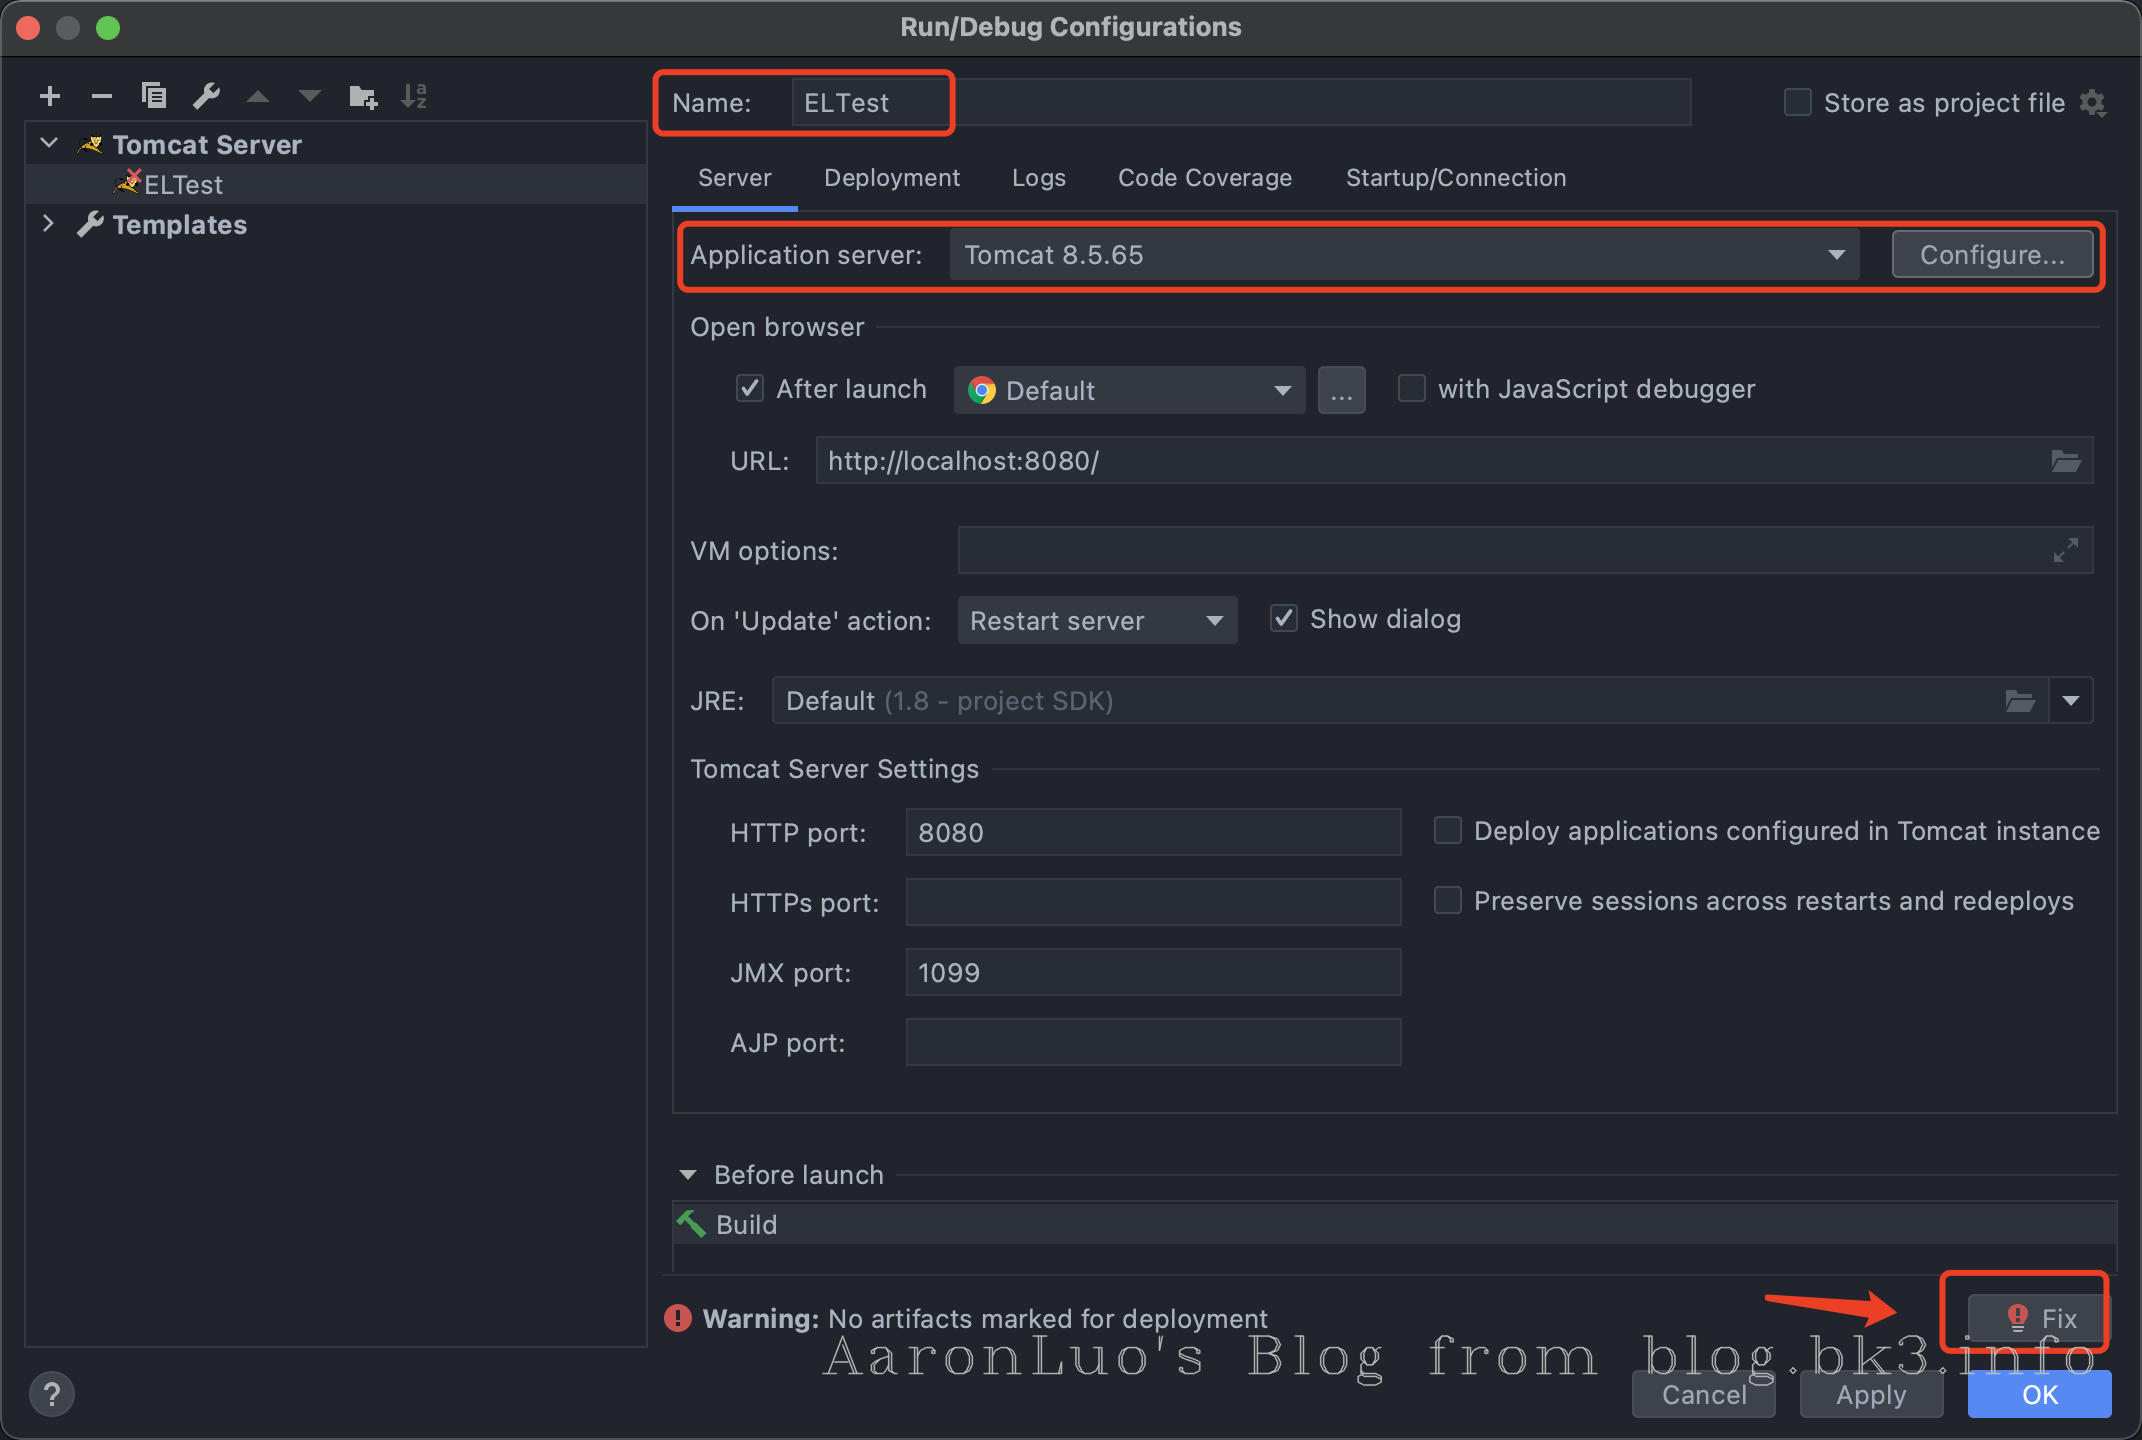 Run/Debug Configurations
Name: ELTest
Store as project file
Tomcat Server
ELTest
Templates
Server Deployment Logs Code Coverage Startup/Connection
Application server: Tomcat 8.5.65 Configure...
Open browser
After launch Default ... with JavaScript debugger
URL: http://localhost:8080/
VM options:
On 'Update' action: Restart server Show dialog
JRE: Default (1.8 - project SDK)
Tomcat Server Settings
HTTP port: 8080 Deploy applications configured in Tomcat instance
HTTPs port: Preserve sessions across restarts and redeploys
JMX port: 1099
AJP port:
Before launch
Build
Warning: No artifacts marked for deployment Fix
AaronLuo's Blog from blog.bk3.info
? Cancel Apply OK